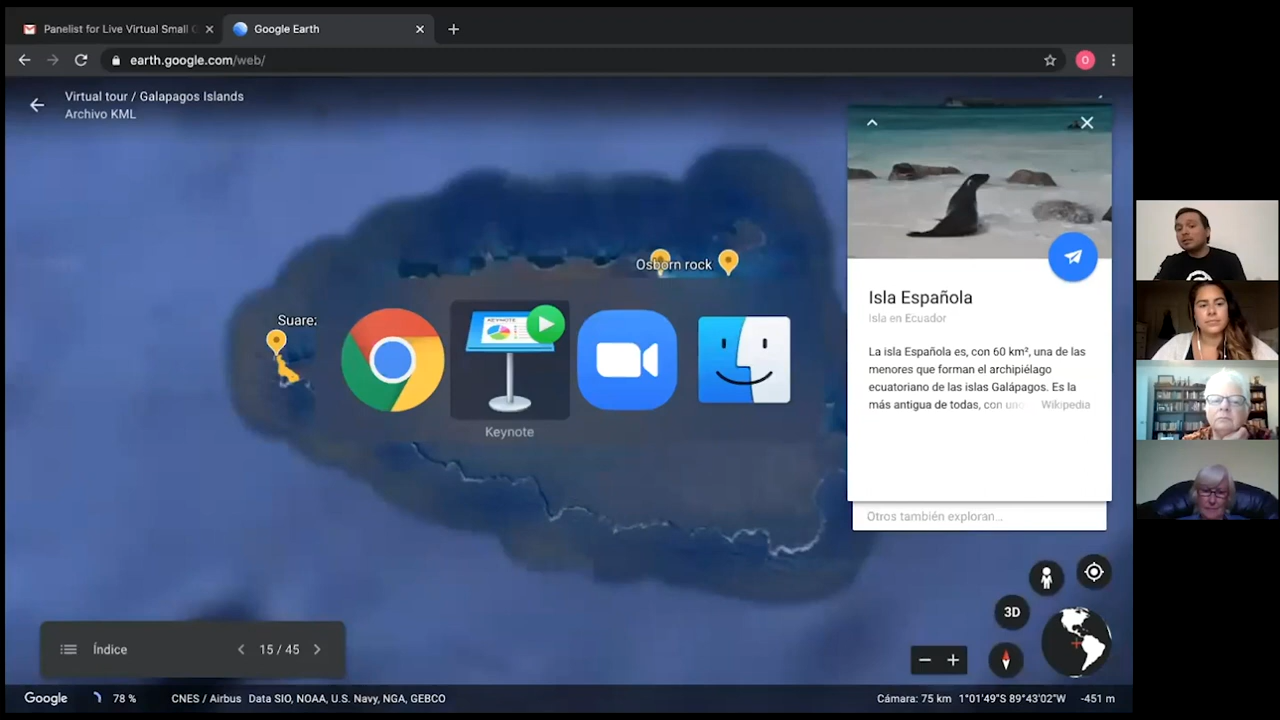 Panelist for Live Virtual Small
Google Earth
earth.google.com/web/
O
Virtual tour / Galapagos Islands
Archivo KML
Osborn rock
Suare:
KEYNOTE
Keynote
Isla Española
Isla en Ecuador
La isla Española es, con 60 km², una de las
menores que forman el archipiélago
ecuatoriano de las islas Galápagos. Es la
más antigua de todas, con uno Wikipedia
Otros también exploran...
3D
Índice
15 / 45
Google
78 %
CNES / Airbus Data SIO, NOAA, U.S. Navy, NGA, GEBCO
Cámara: 75 km 1°01'49"S 89°43'02"W -451 m